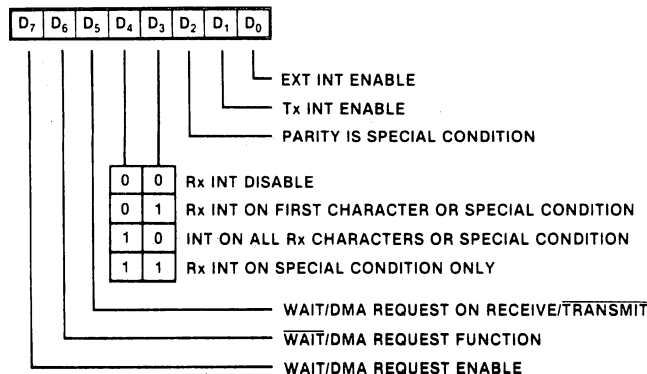 D₇ D₆ D₅ D₄ D₃ D₂ D₁ D₀
EXT INT ENABLE
Tx INT ENABLE
PARITY IS SPECIAL CONDITION
0 0 Rx INT DISABLE
0 1 Rx INT ON FIRST CHARACTER OR SPECIAL CONDITION
1 0 INT ON ALL Rx CHARACTERS OR SPECIAL CONDITION
1 1 Rx INT ON SPECIAL CONDITION ONLY
WAIT/DMA REQUEST ON RECEIVE/T̅R̅A̅N̅S̅M̅I̅T̅
W̅A̅I̅T̅/DMA REQUEST FUNCTION
WAIT/DMA REQUEST ENABLE